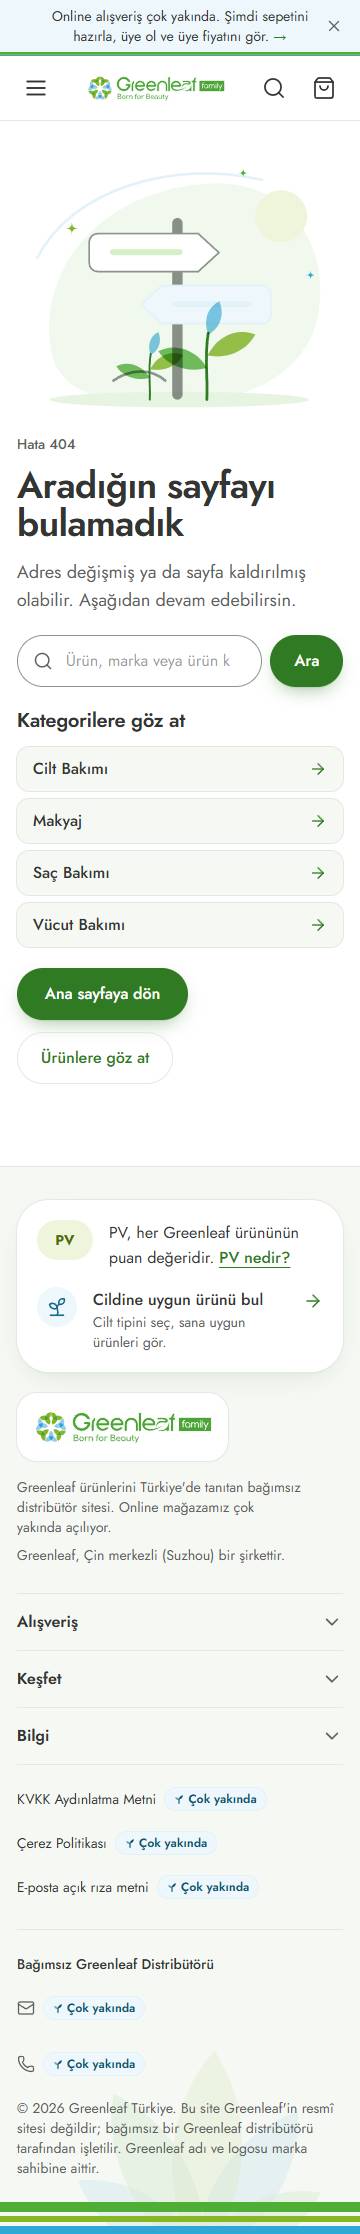 Online alışveriş çok yakında. Şimdi sepetini
hazırla, üye ol ve üye fiyatını gör. →
Greenleaf family
Born for Beauty
Hata 404
Aradığın sayfayı
bulamadık
Adres değişmiş ya da sayfa kaldırılmış
olabilir. Aşağıdan devam edebilirsin.
Ürün, marka veya ürün k
Ara
Kategorilere göz at
Cilt Bakımı
Makyaj
Saç Bakımı
Vücut Bakımı
Ana sayfaya dön
Ürünlere göz at
PV
PV, her Greenleaf ürününün
puan değeridir. PV nedir?
Cildine uygun ürünü bul
Cilt tipini seç, sana uygun
ürünleri gör.
Greenleaf family
Born for Beauty
Greenleaf ürünlerini Türkiye'de tanıtan bağımsız
distribütör sitesi. Online mağazamız çok
yakında açılıyor.
Greenleaf, Çin merkezli (Suzhou) bir şirkettir.
Alışveriş
Keşfet
Bilgi
KVKK Aydınlatma Metni Çok yakında
Çerez Politikası Çok yakında
E-posta açık rıza metni Çok yakında
Bağımsız Greenleaf Distribütörü
Çok yakında
Çok yakında
© 2026 Greenleaf Türkiye. Bu site Greenleaf'in resmî
sitesi değildir; bağımsız bir Greenleaf distribütörü
tarafından işletilir. Greenleaf adı ve logosu marka
sahibine aittir.